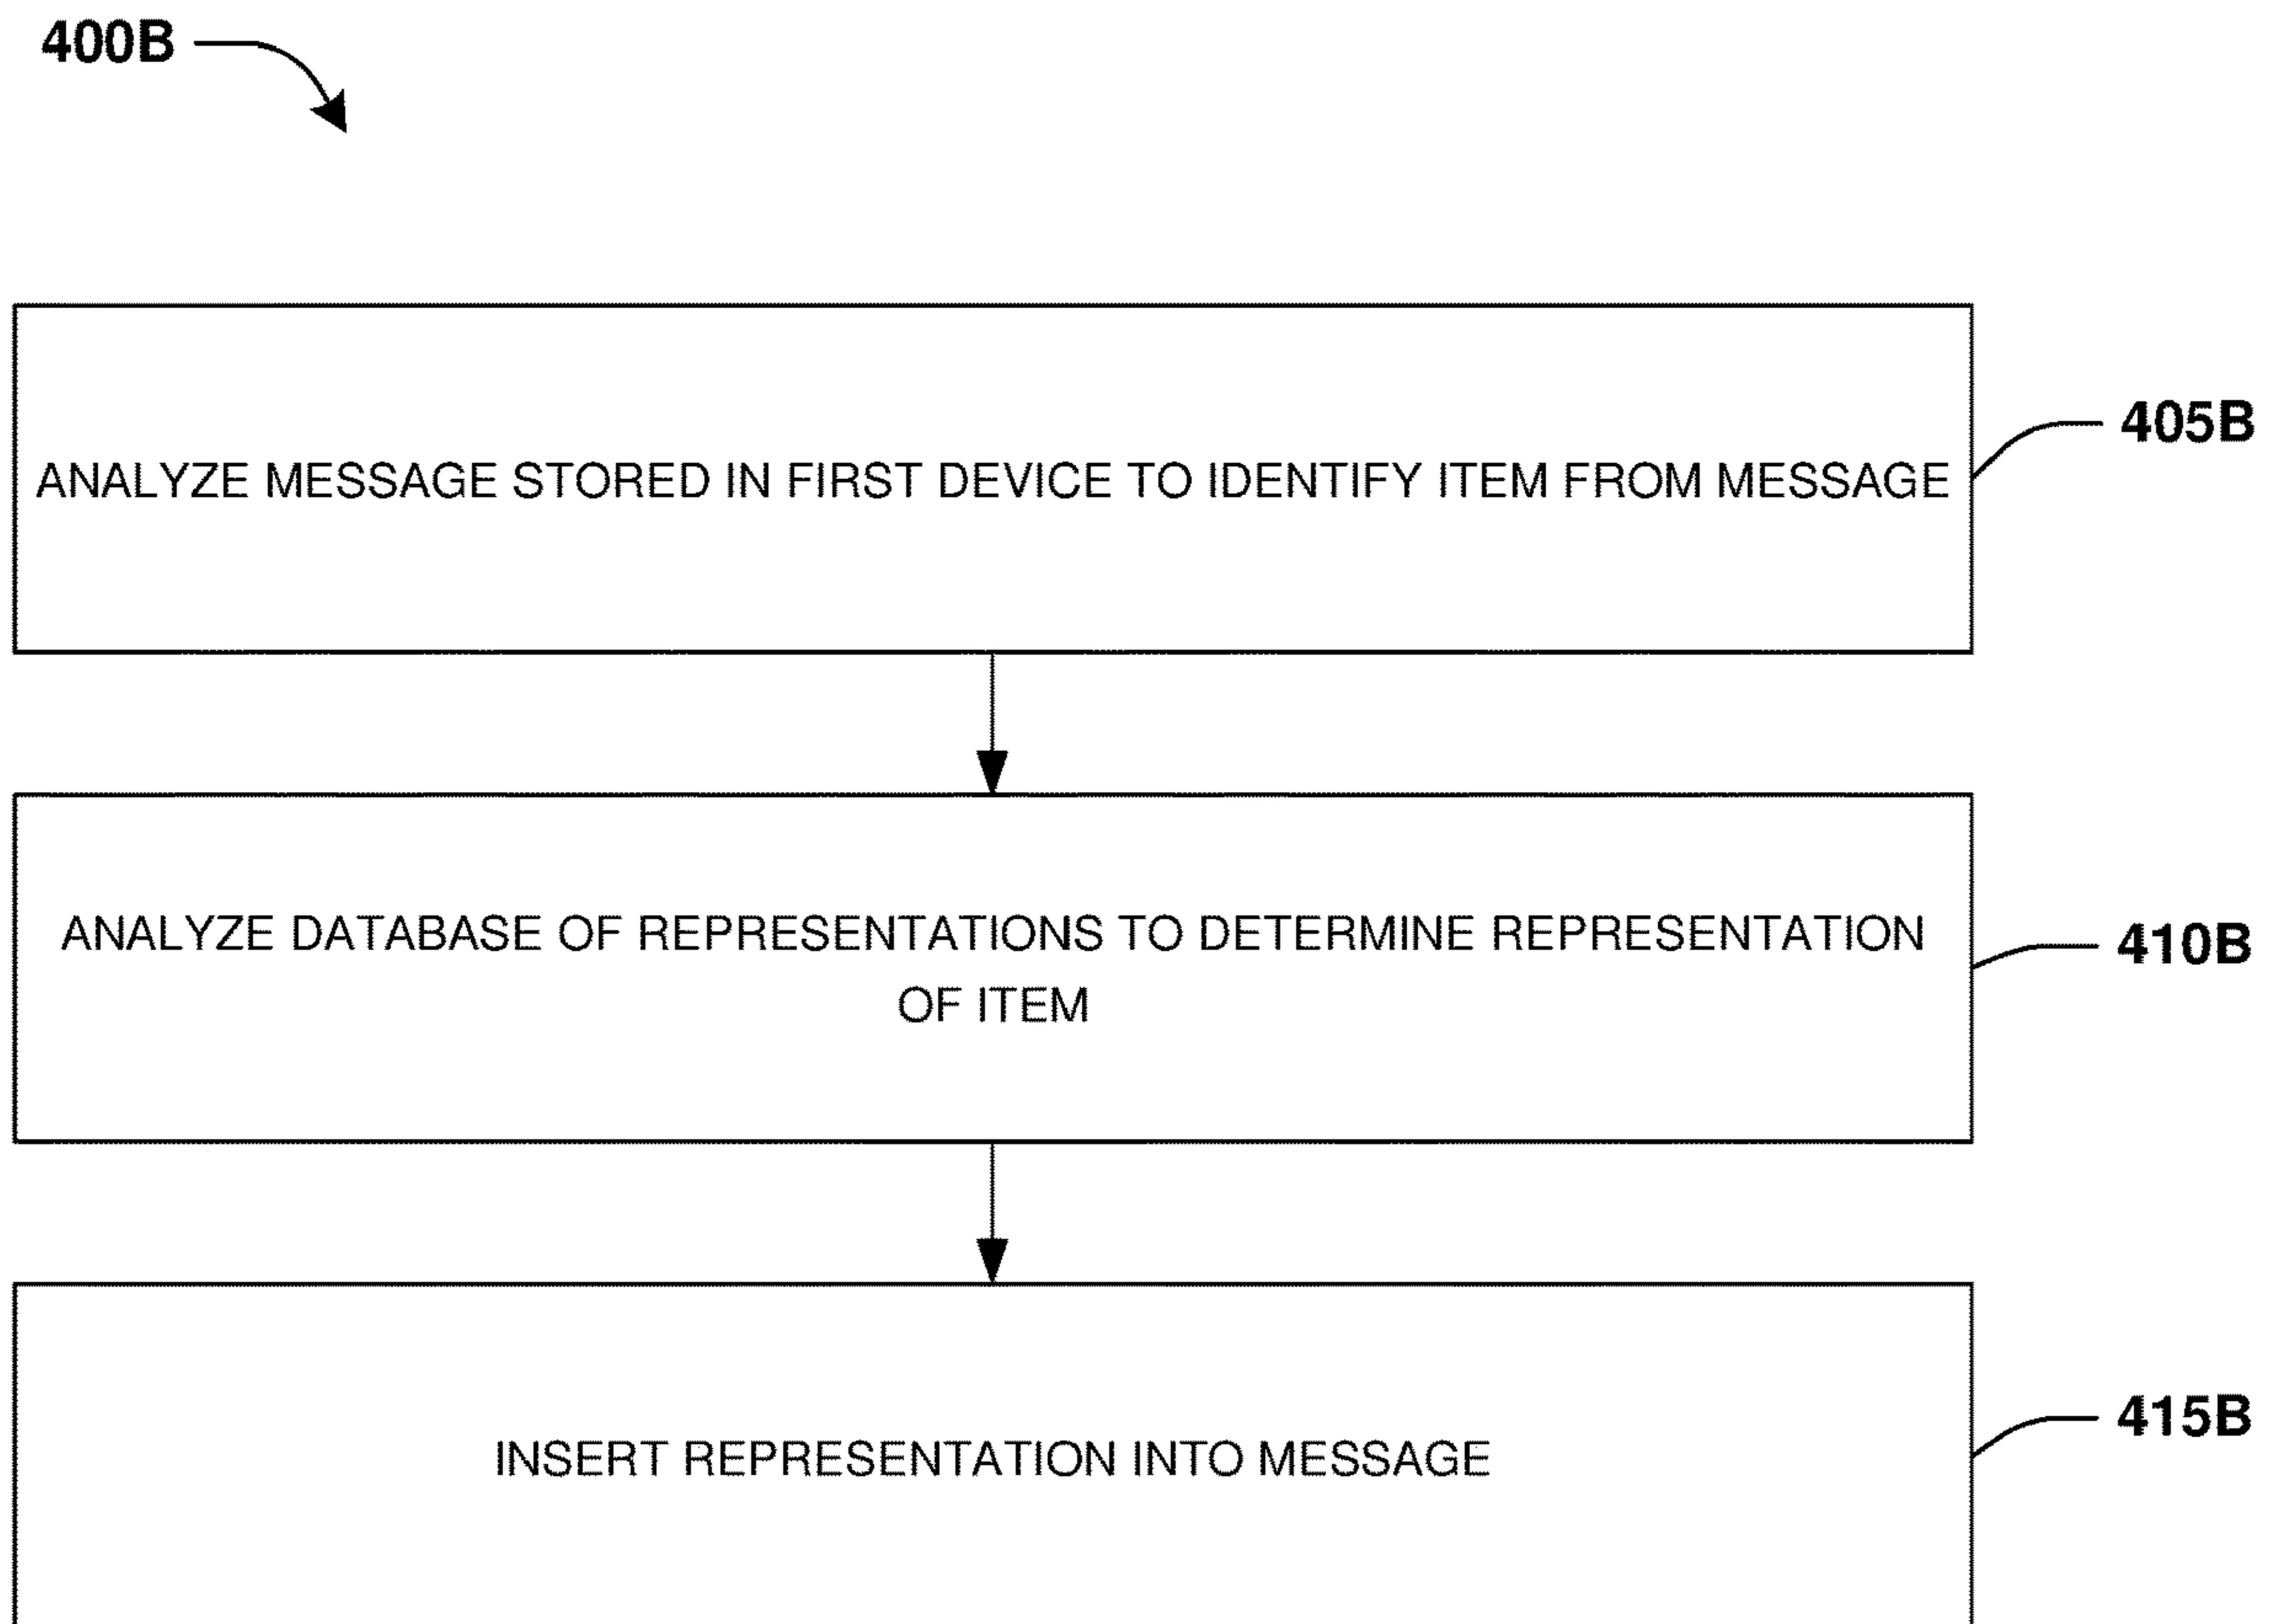 400B
ANALYZE MESSAGE STORED IN FIRST DEVICE TO IDENTIFY ITEM FROM MESSAGE
405B
ANALYZE DATABASE OF REPRESENTATIONS TO DETERMINE REPRESENTATION
OF ITEM
410B
INSERT REPRESENTATION INTO MESSAGE
415B